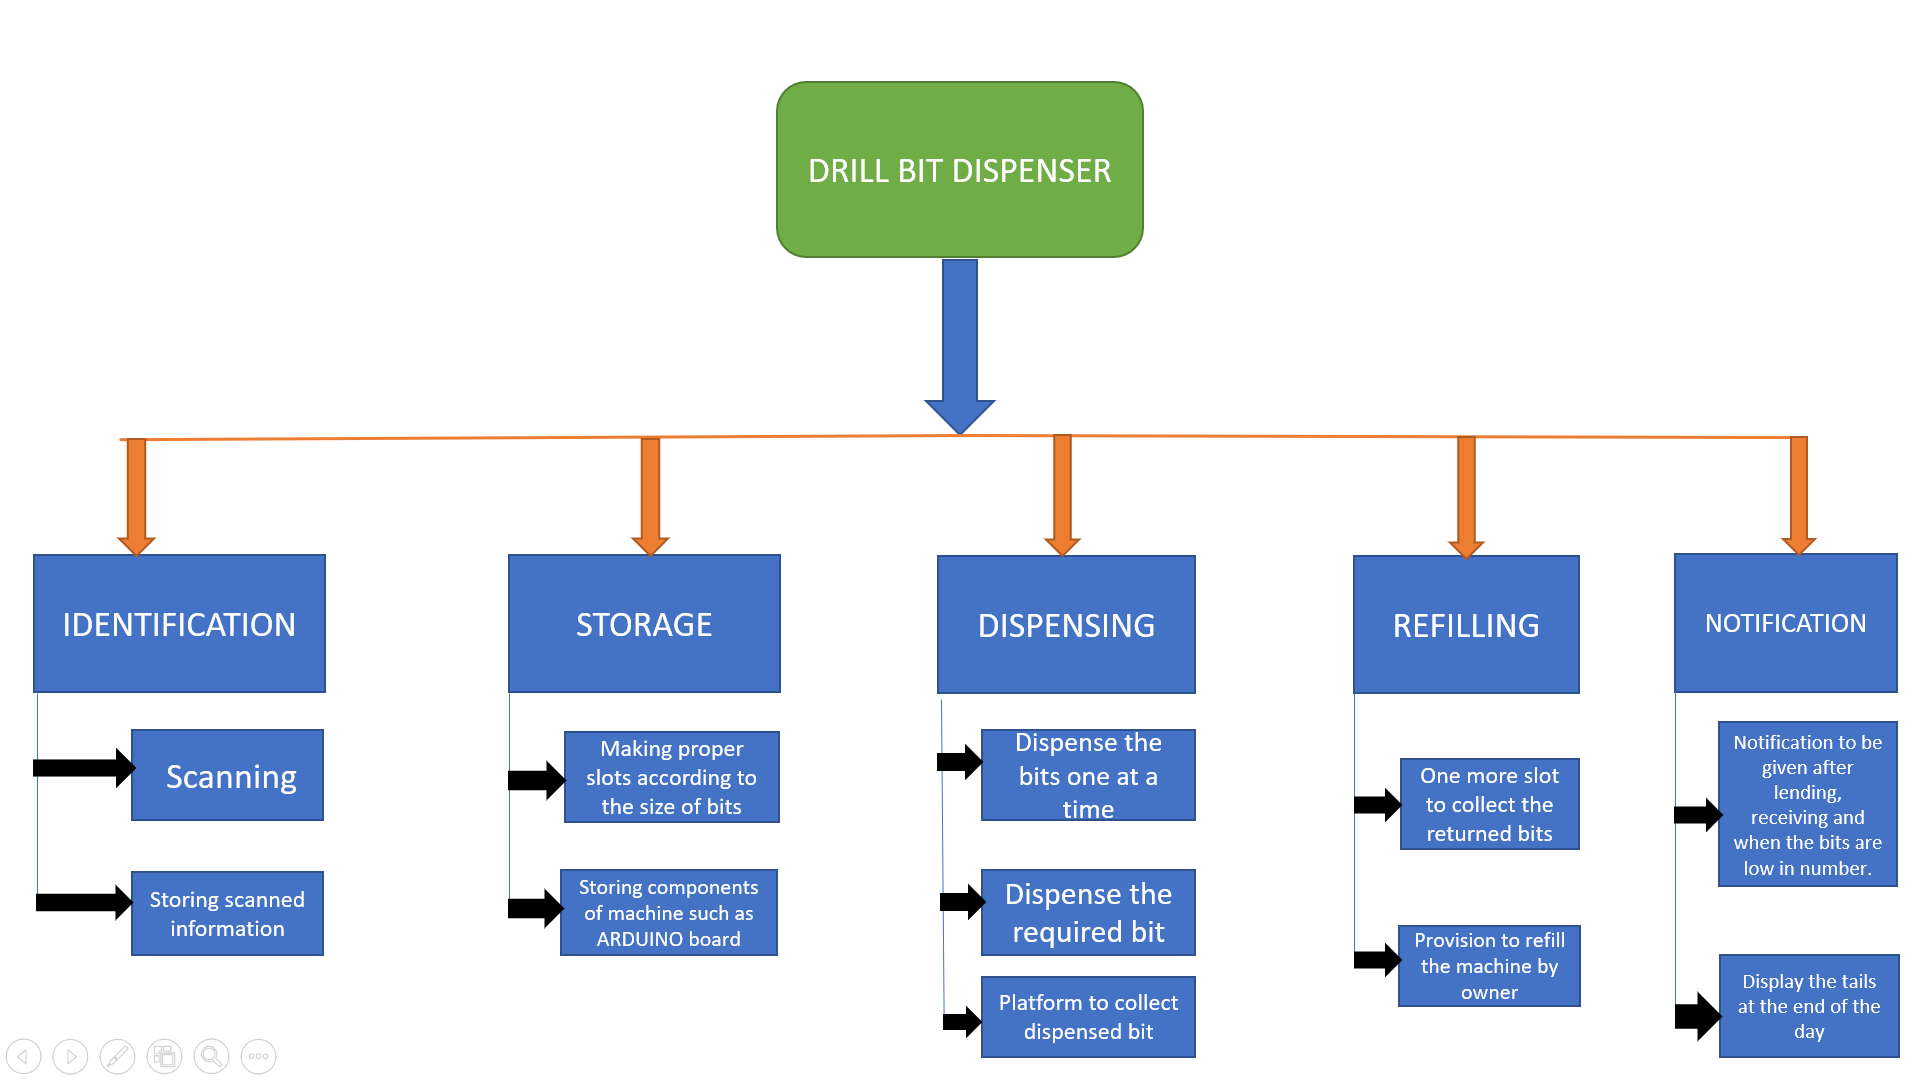 DRILL BIT DISPENSER
IDENTIFICATION
Scanning
Storing scanned
information
STORAGE
Making proper
slots according to
the size of bits
Storing components
of machine such as
ARDUINO board
DISPENSING
Dispense the
bits one at a
time
Dispense the
required bit
Platform to collect
dispensed bit
REFILLING
One more slot
to collect the
returned bits
Provision to refill
the machine by
owner
NOTIFICATION
Notification to be
given after
lending,
receiving and
when the bits are
low in number.
Display the tails
at the end of the
day